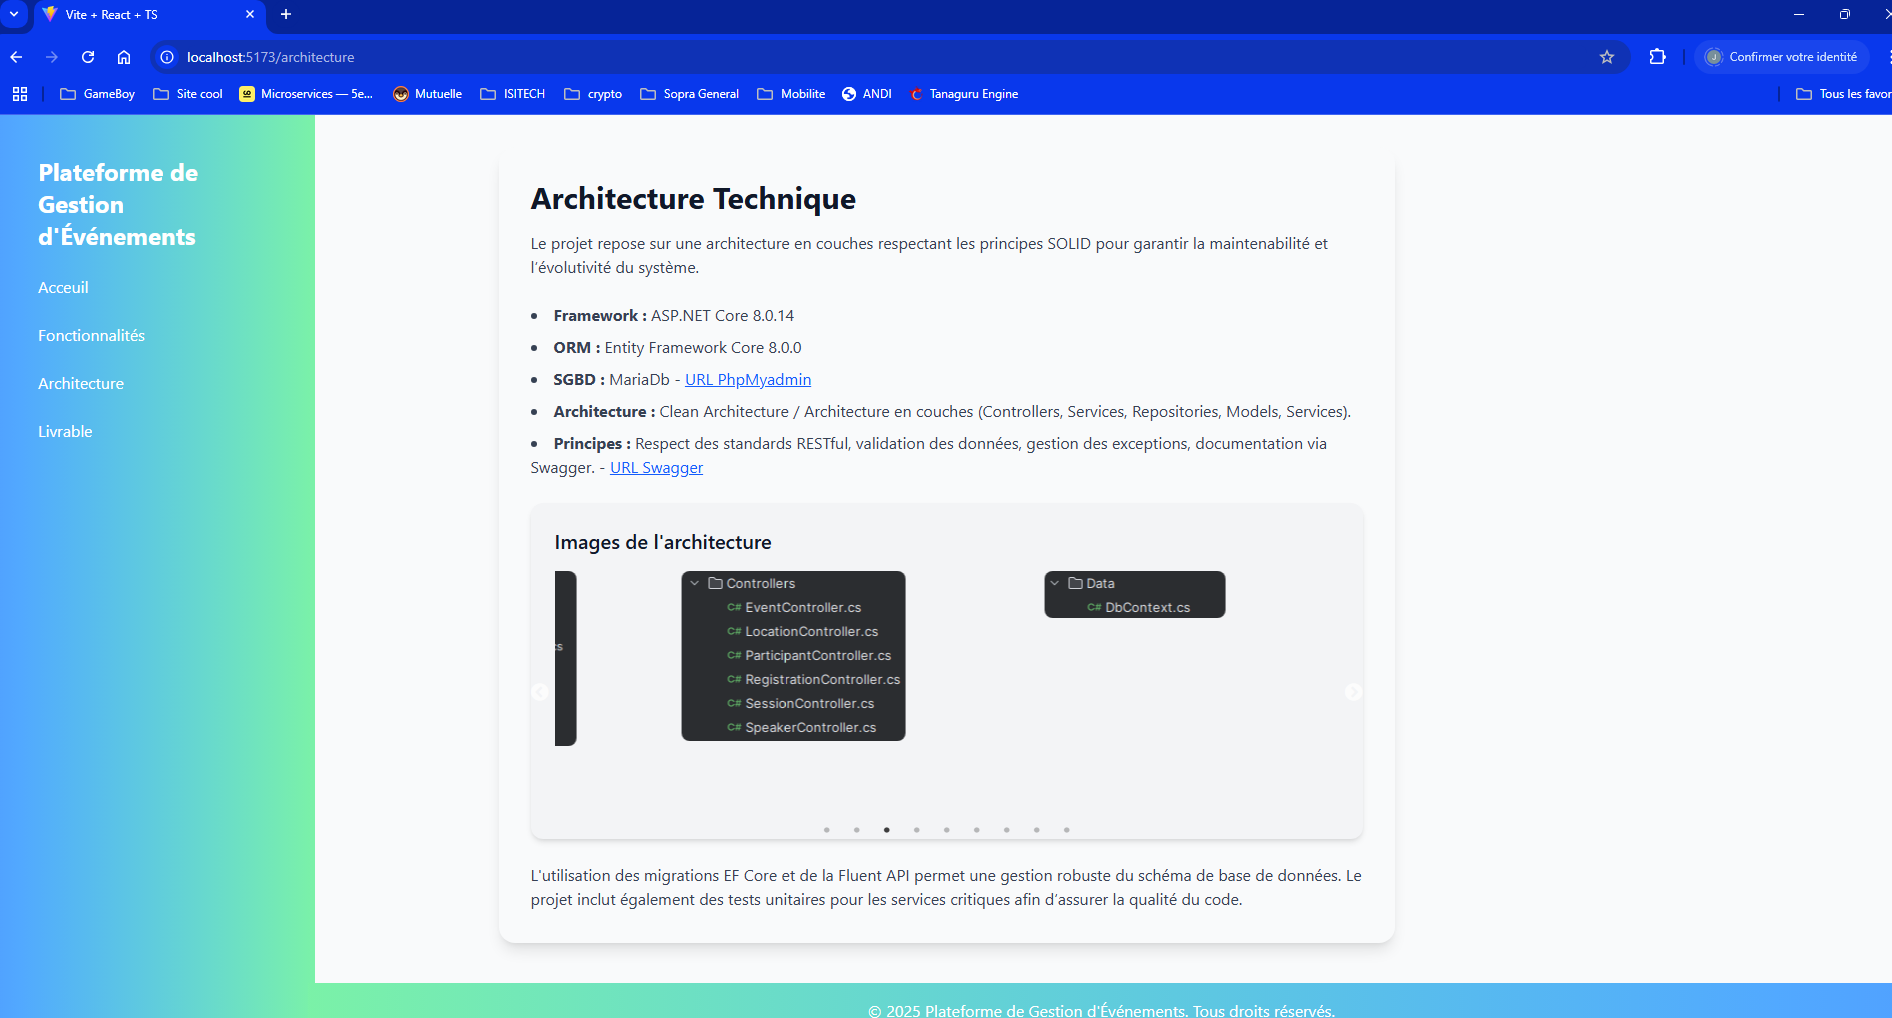 Vite + React + TS
localhost:5173/architecture
Confirmer votre identité
GameBoy
Site cool
Microservices — 5e...
Mutuelle
ISITECH
crypto
Sopra General
Mobilite
ANDI
Tanaguru Engine
Tous les favor
Plateforme de
Gestion
d'Événements
Acceuil
Fonctionnalités
Architecture
Livrable
Architecture Technique
Le projet repose sur une architecture en couches respectant les principes SOLID pour garantir la maintenabilité et
l'évolutivité du système.
• Framework : ASP.NET Core 8.0.14
• ORM : Entity Framework Core 8.0.0
• SGBD : MariaDb - URL PhpMyadmin
• Architecture : Clean Architecture / Architecture en couches (Controllers, Services, Repositories, Models, Services).
• Principes : Respect des standards RESTful, validation des données, gestion des exceptions, documentation via
Swagger. - URL Swagger
Images de l'architecture
cs
Controllers
C# EventController.cs
C# LocationController.cs
C# ParticipantController.cs
C# RegistrationController.cs
C# SessionController.cs
C# SpeakerController.cs
Data
C# DbContext.cs
L'utilisation des migrations EF Core et de la Fluent API permet une gestion robuste du schéma de base de données. Le
projet inclut également des tests unitaires pour les services critiques afin d'assurer la qualité du code.
© 2025 Plateforme de Gestion d'Événements. Tous droits réservés.